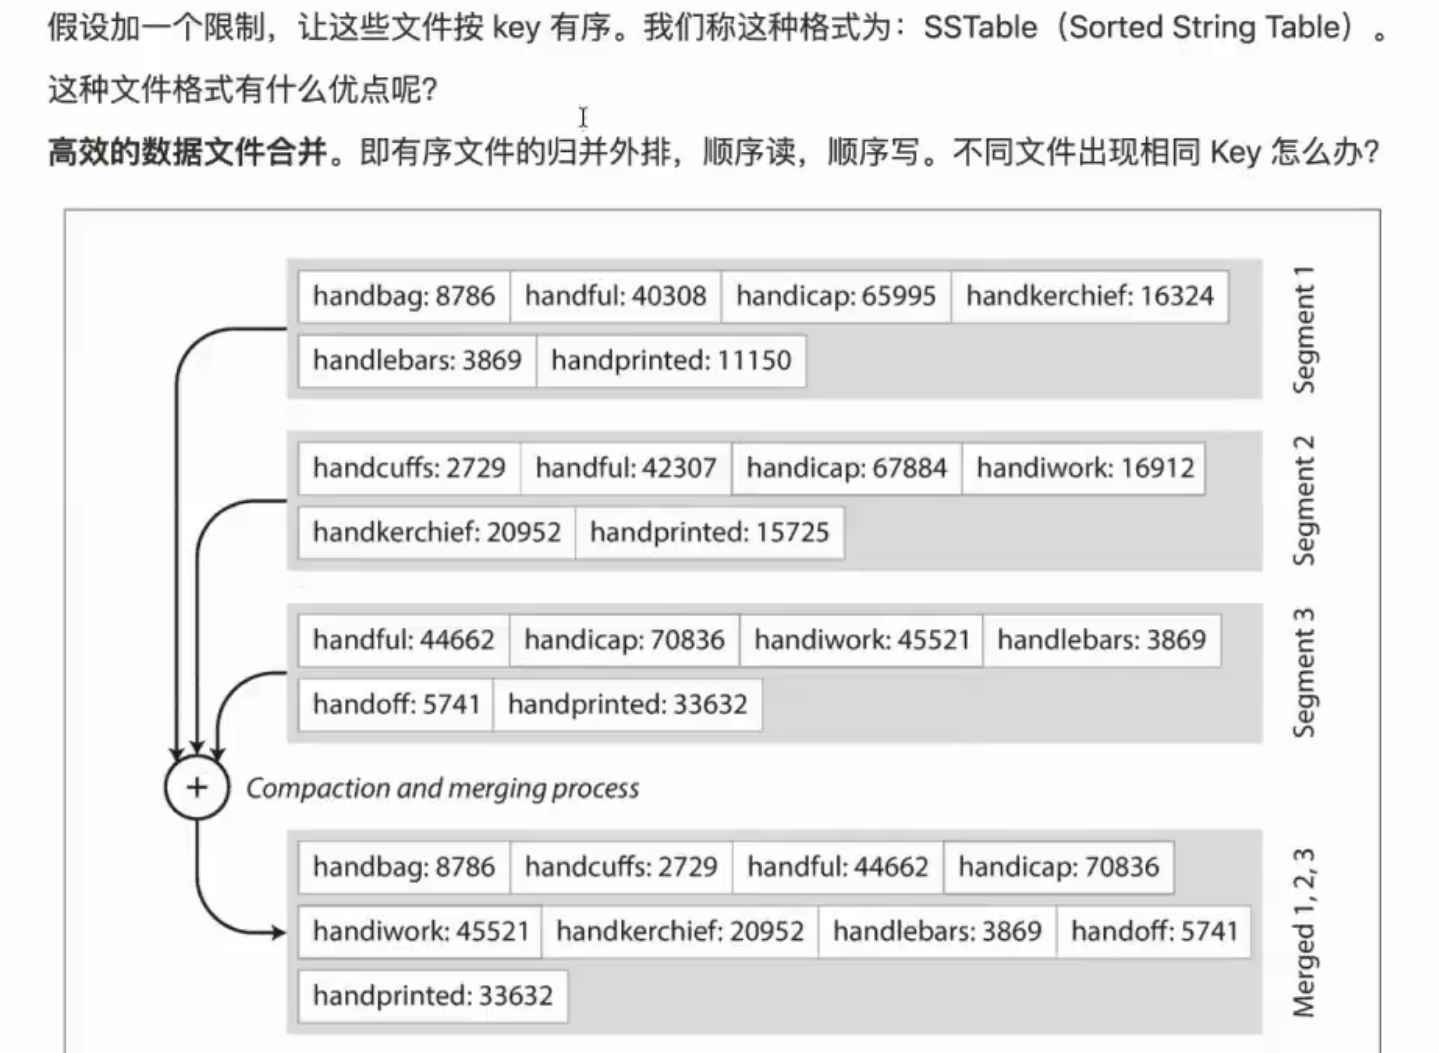 假设加一个限制，让这些文件按 key 有序。我们称这种格式为：SSTable（Sorted String Table）。
这种文件格式有什么优点呢？
高效的数据文件合并。即有序文件的归并外排，顺序读，顺序写。不同文件出现相同 Key 怎么办？
handbag: 8786 handful: 40308 handicap: 65995 handkerchief: 16324
handlebars: 3869 handprinted: 11150
Segment 1
handcuffs: 2729 handful: 42307 handicap: 67884 handiwork: 16912
handkerchief: 20952 handprinted: 15725
Segment 2
handful: 44662 handicap: 70836 handiwork: 45521 handlebars: 3869
handoff: 5741 handprinted: 33632
Segment 3
+ Compaction and merging process
handbag: 8786 handcuffs: 2729 handful: 44662 handicap: 70836
handiwork: 45521 handkerchief: 20952 handlebars: 3869 handoff: 5741
handprinted: 33632
Merged 1, 2, 3